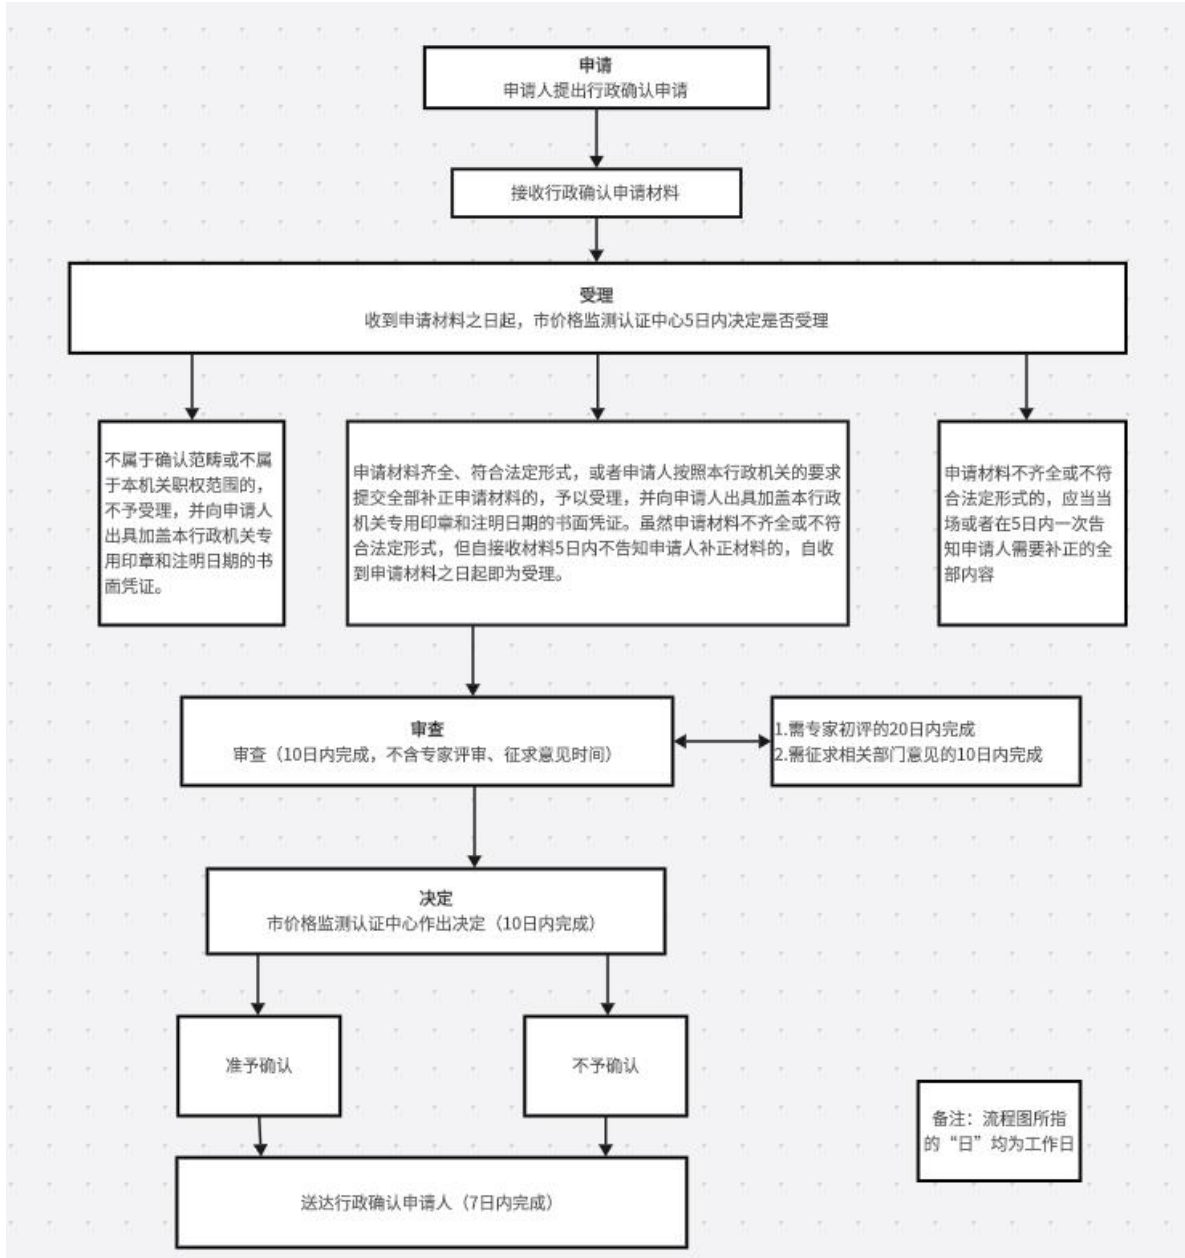 申请
申请人提出行政确认申请
接收行政确认申请材料
受理
收到申请材料之日起，市价格监测认证中心5日内决定是否受理
不属于确认范畴或不属
于本机关职权范围的，
不予受理，并向申请人
出具加盖本行政机关专
用印章和注明日期的书
面凭证。
申请材料齐全、符合法定形式，或者申请人按照本行政机关的要求
提交全部补正申请材料的，予以受理，并向申请人出具加盖本行政
机关专用印章和注明日期的书面凭证。虽然申请材料不齐全或不符
合法定形式，但自接收材料5日内不告知申请人补正材料的，自收
到申请材料之日起即为受理。
申请材料不齐全或不符
合法定形式的，应当当
场或者在5日内一次告
知申请人需要补正的全
部内容
审查
审查（10日内完成，不含专家评审、征求意见时间）
1.需专家初评的20日内完成
2.需征求相关部门意见的10日内完成
决定
市价格监测认证中心作出决定（10日内完成）
准予确认
不予确认
送达行政确认申请人（7日内完成）
备注：流程图所指
的“日”均为工作日